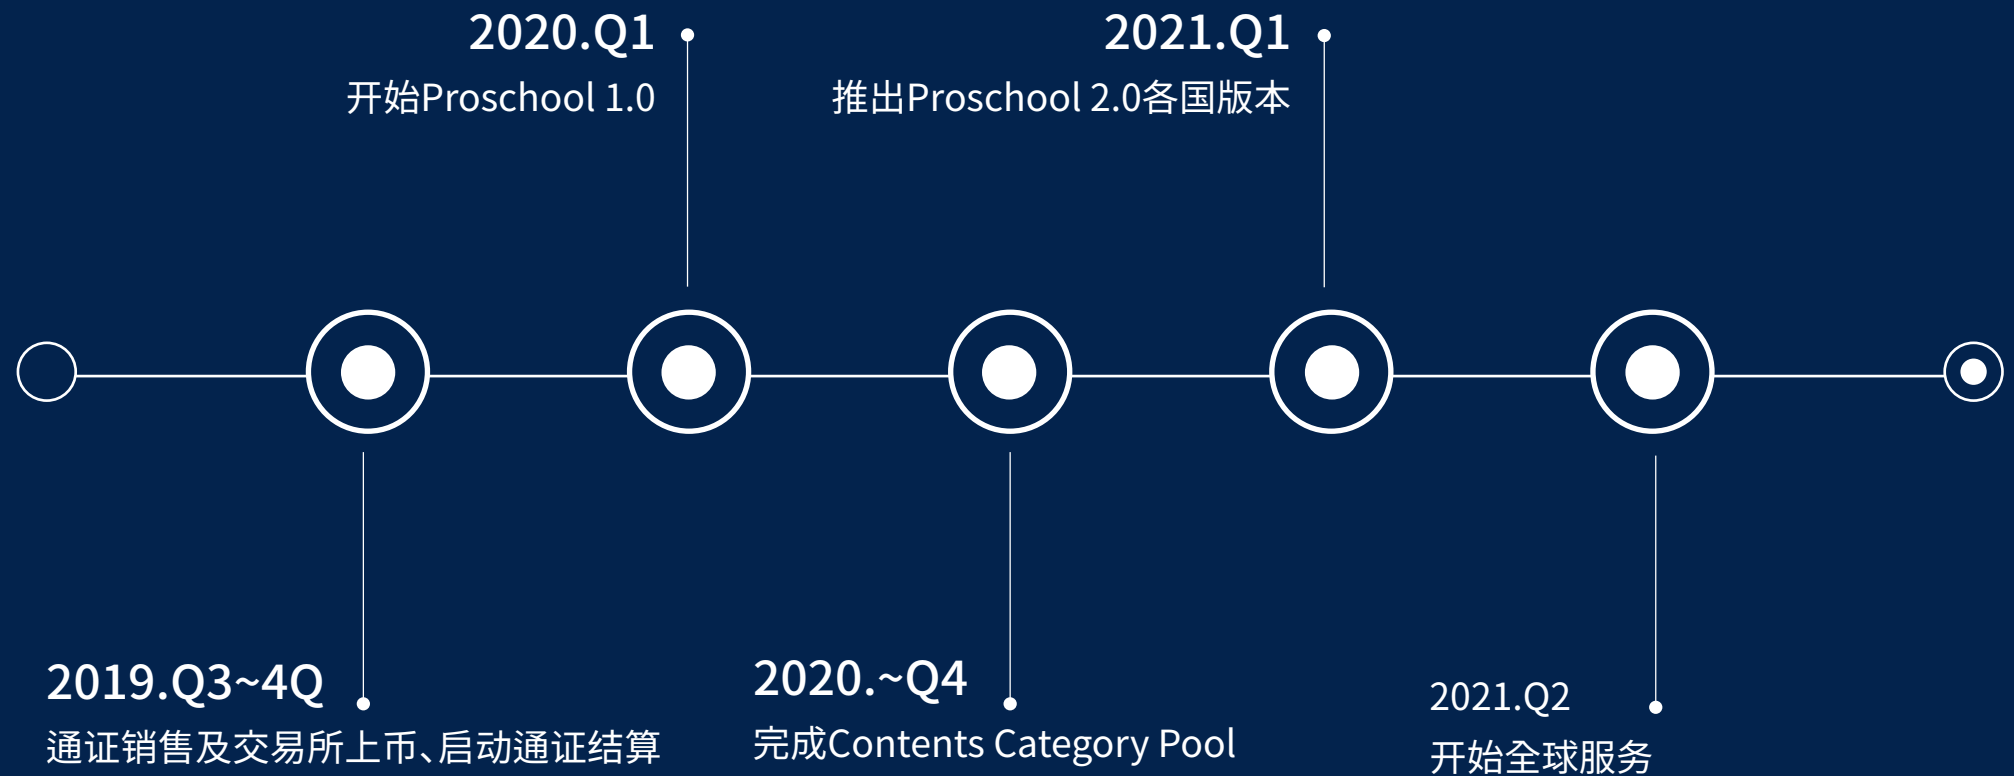 2020.Q1
开始Proschool 1.0
2021.Q1
推出Proschool 2.0各国版本
2019.Q3~4Q
通证销售及交易所上币、启动通证结算
2020.~Q4
完成Contents Category Pool
2021.Q2
开始全球服务